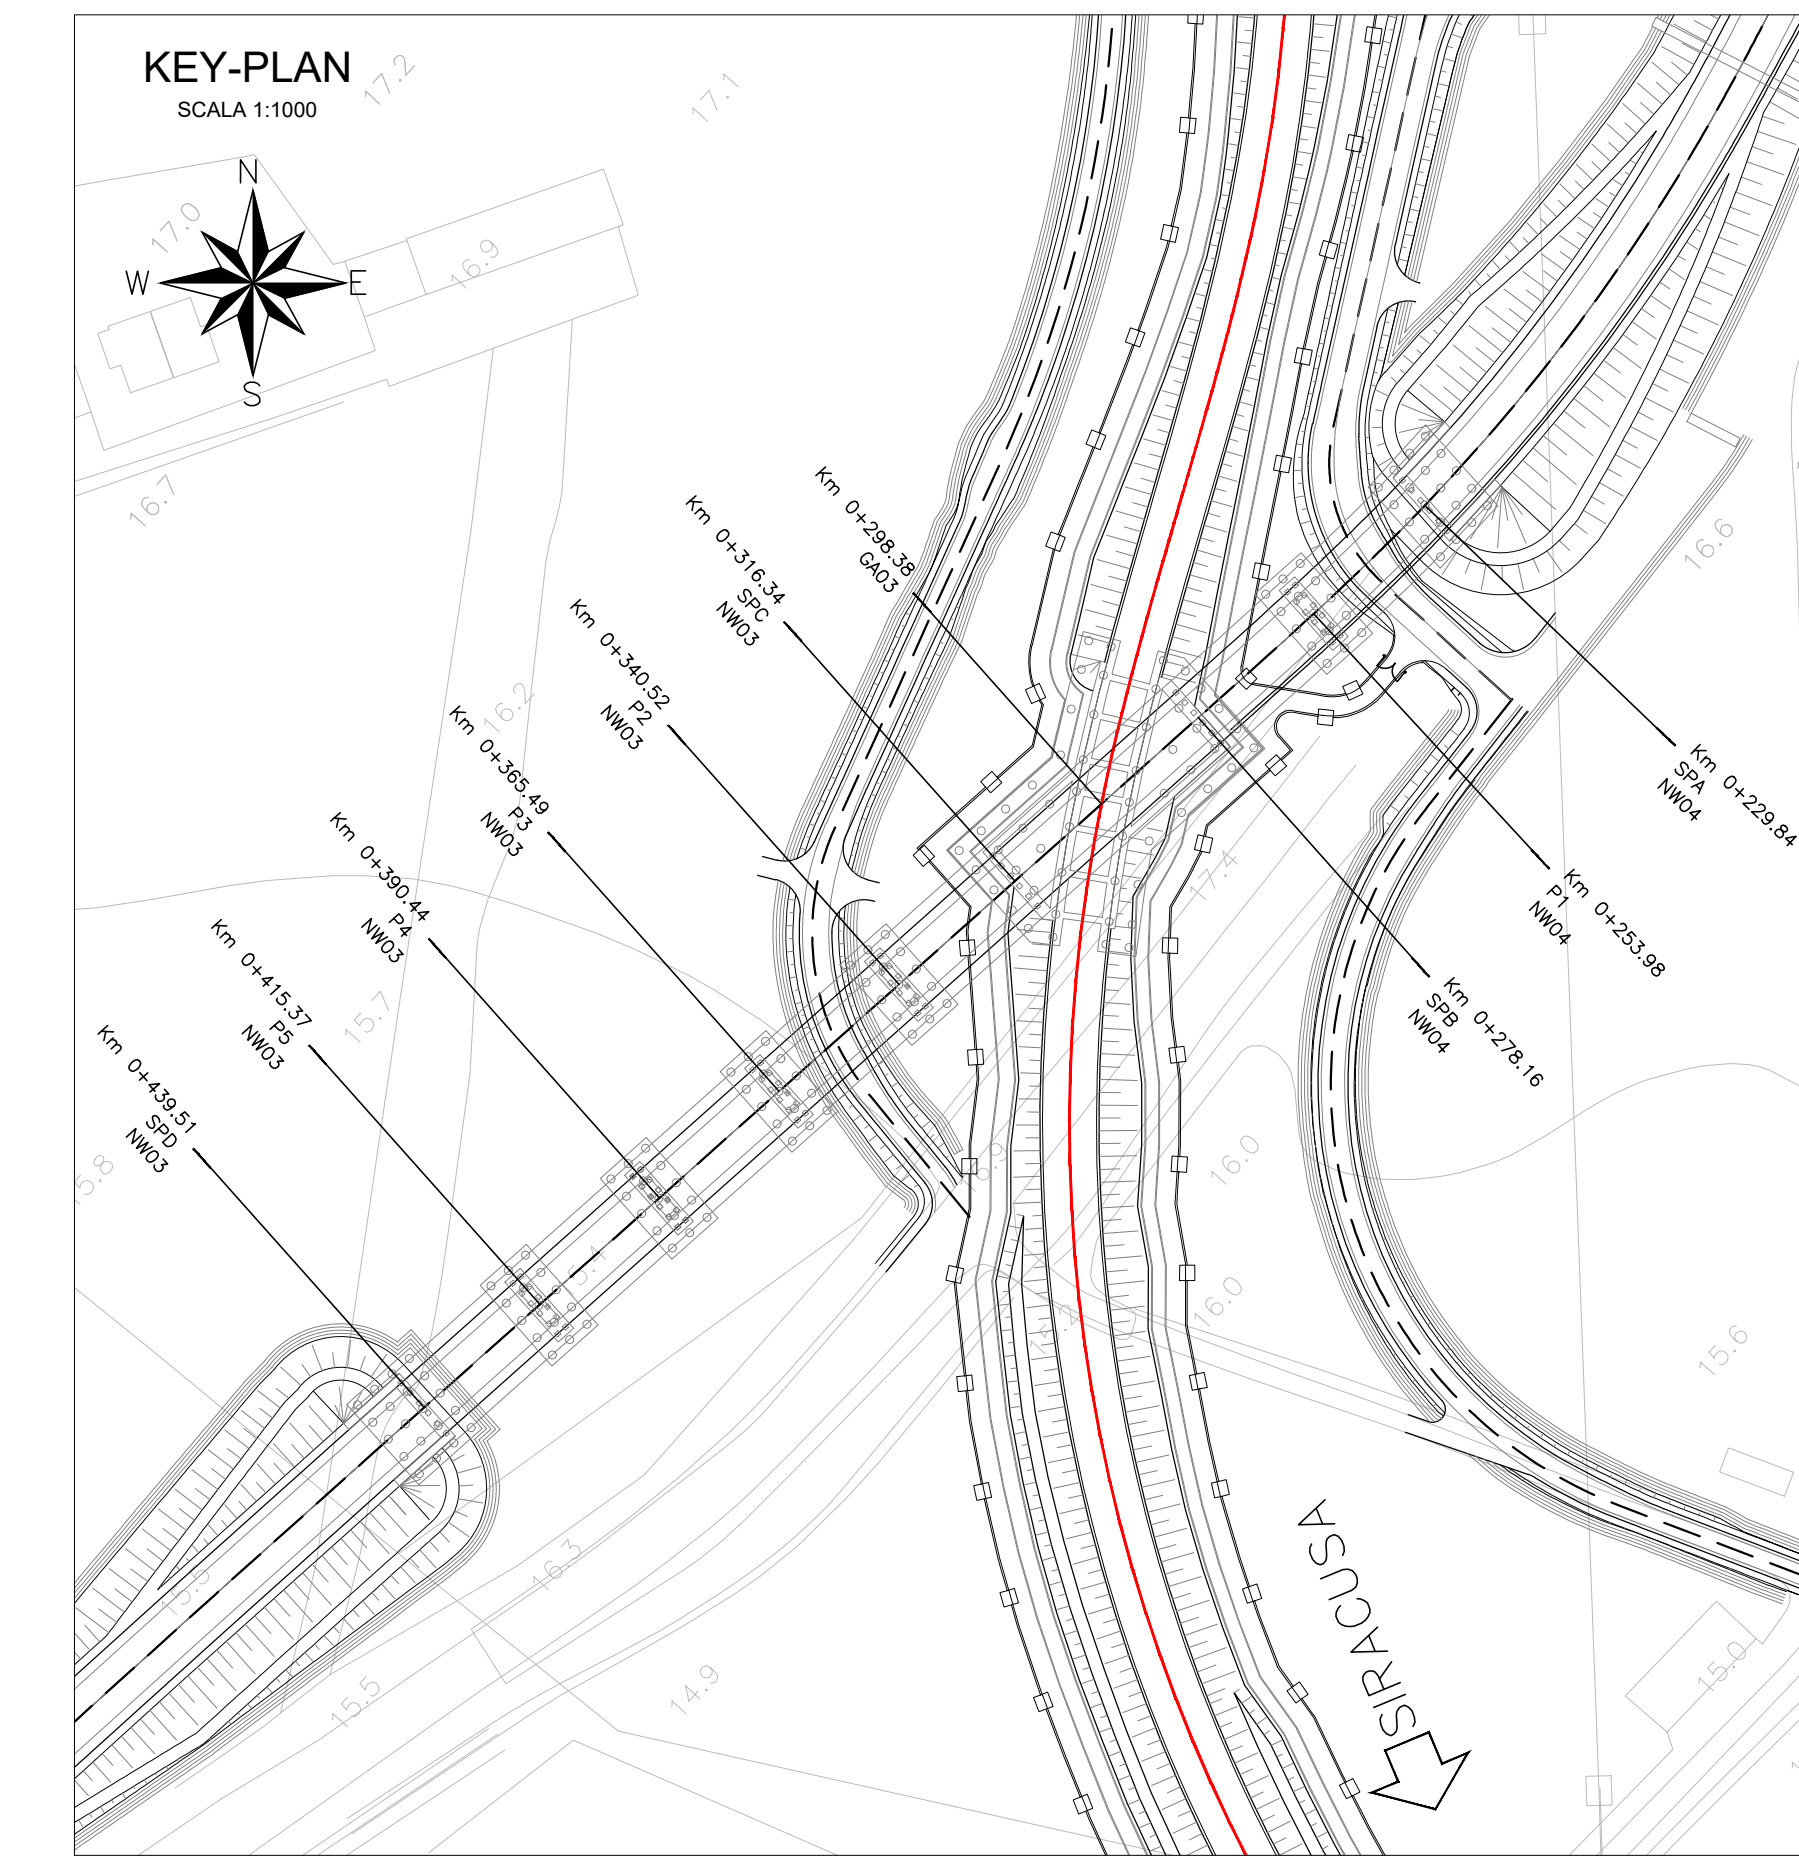 KEY-PLAN
SCALA 1:1000
17.2
17.1
N
W
E
S
17.0
16.9
16.7
Km 0+298.38
GA03
Km 0+316.34
SPC
NW03
Km 0+340.52
P2
NW03
Km 0+365.49
P3
NW03
Km 0+390.44
P4
NW03
Km 0+415.37
P5
NW03
Km 0+439.51
SPD
NW03
Km 0+229.84
SPA
NW04
Km 0+253.98
P1
NW04
Km 0+278.16
SPB
NW04
16.6
16.2
17.4
15.7
16.0
16.0
15.6
16.3
15.5
14.9
15.0
SIRACUSA